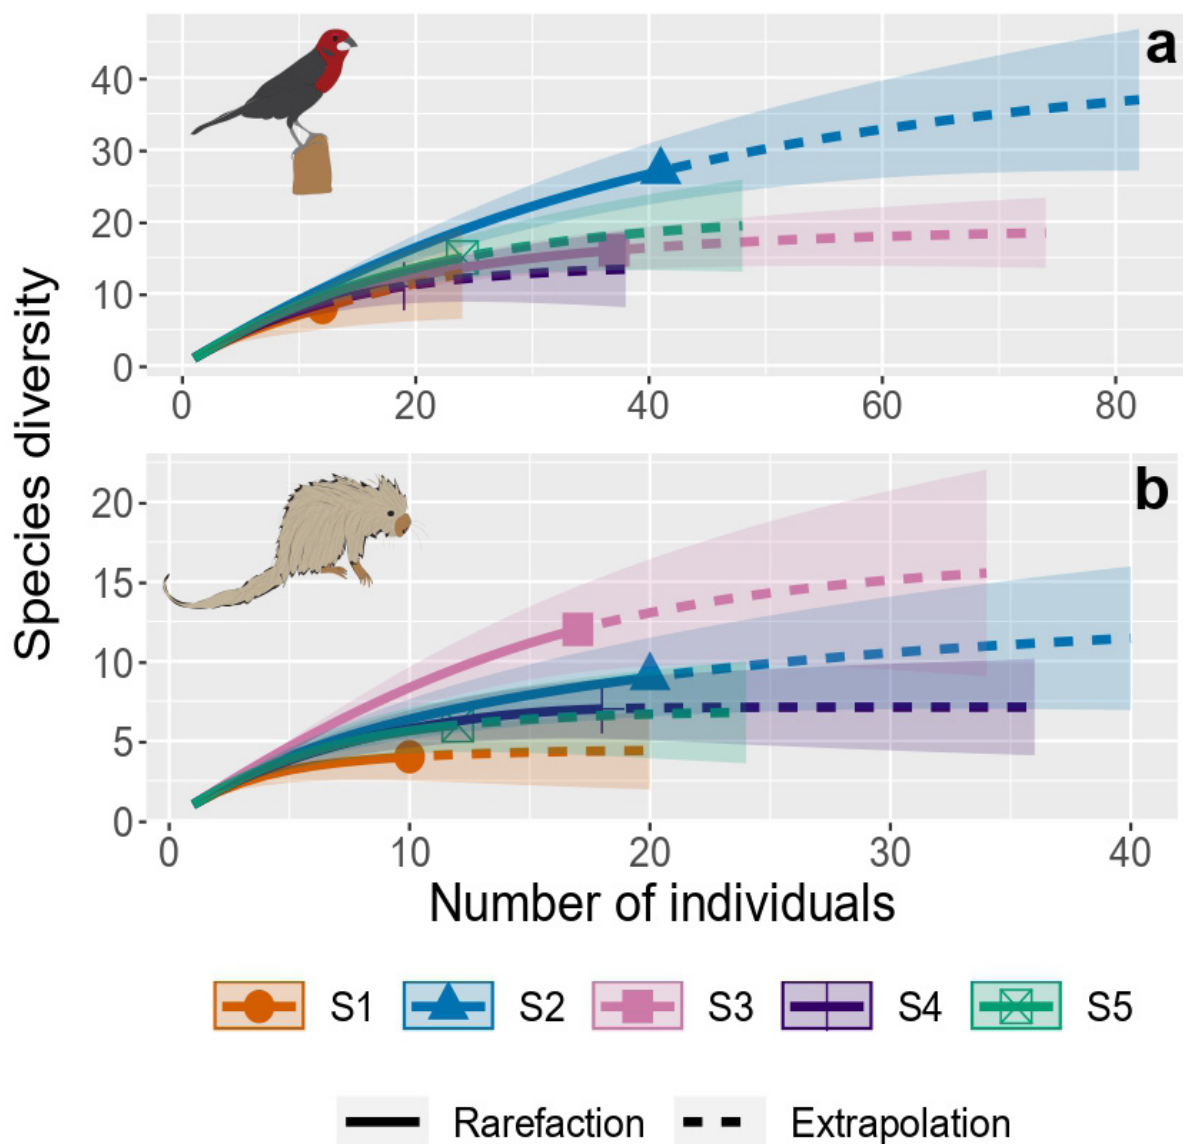 a
40
30
20
10
0
0 20 40 60 80
b
20
15
10
5
0
0 10 20 30 40
Species diversity
Number of individuals
S1 S2 S3 S4 S5
Rarefaction Extrapolation